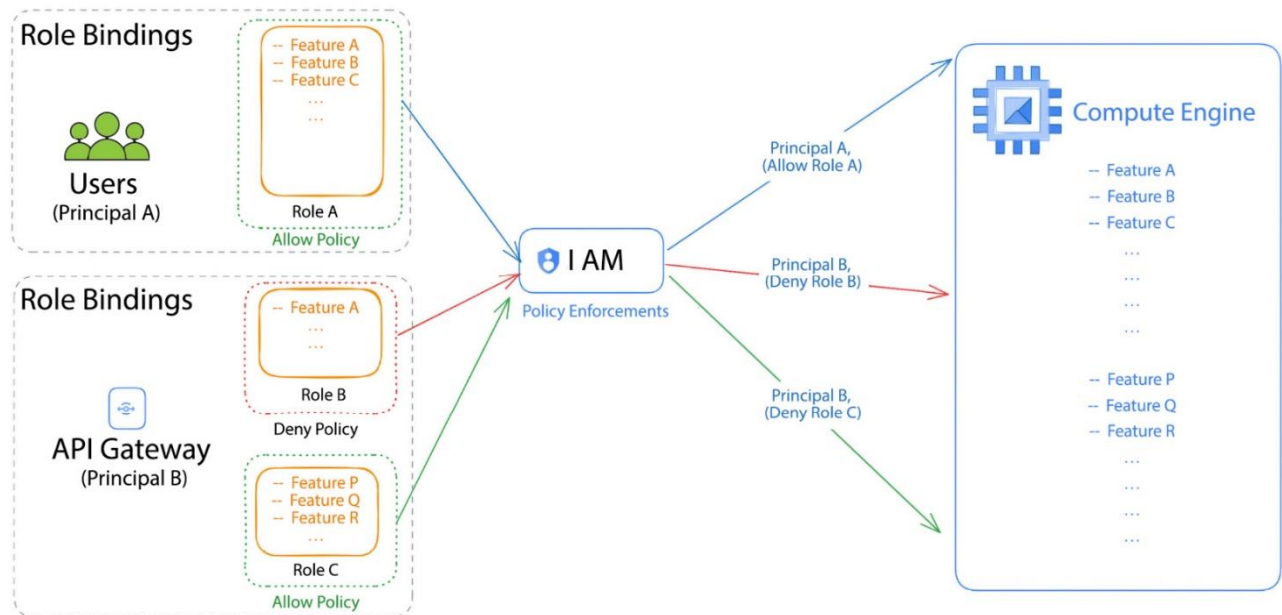 Role Bindings
-- Feature A
-- Feature B
-- Feature C
...
...
Users
(Principal A)
Role A
Allow Policy
Role Bindings
-- Feature A
...
...
Role B
Deny Policy
API Gateway
(Principal B)
-- Feature P
-- Feature Q
-- Feature R
...
Role C
Allow Policy
I AM
Policy Enforcements
Principal A,
(Allow Role A)
Principal B,
(Deny Role B)
Principal B,
(Deny Role C)
Compute Engine
-- Feature A
-- Feature B
-- Feature C
...
...
...
...
-- Feature P
-- Feature Q
-- Feature R
...
...
...
...